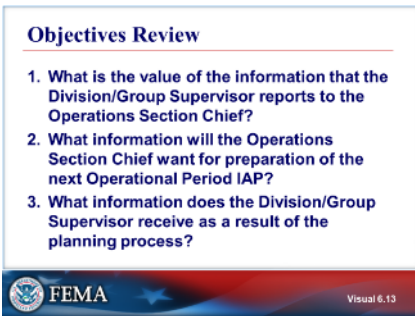 Objectives Review
1. What is the value of the information that the
Division/Group Supervisor reports to the
Operations Section Chief?
2. What information will the Operations
Section Chief want for preparation of the
next Operational Period IAP?
3. What information does the Division/Group
Supervisor receive as a result of the
planning process?
FEMA
Visual 6.13